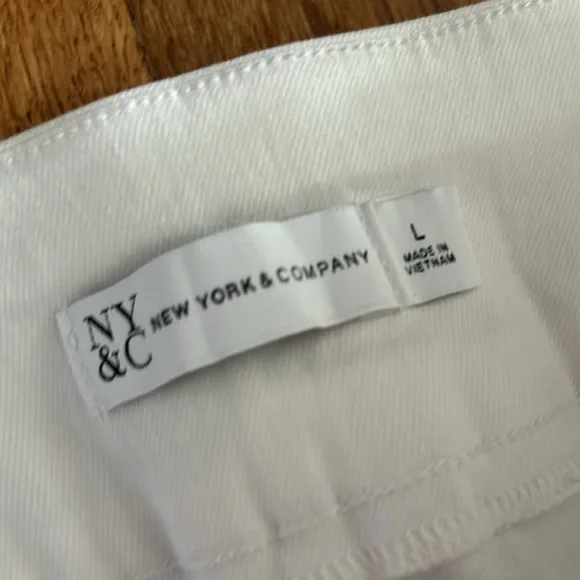 NY
&C
NEW YORK & COMPANY
L
MADE IN
VIETNAM